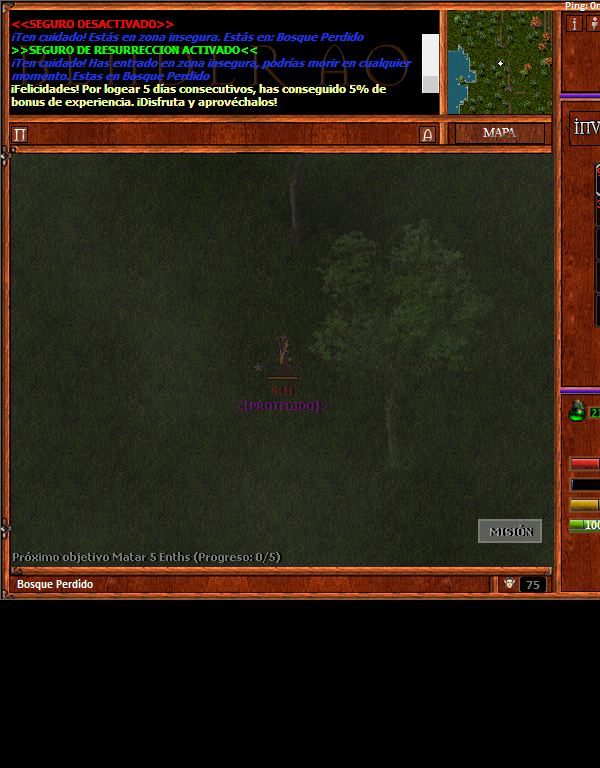 Ping: 0
<<SEGURO DESACTIVADO>>
¡Ten cuidado! Estás en zona insegura. Estás en: Bosque Perdido
>>SEGURO DE RESURRECCION ACTIVADO<<
¡Ten cuidado! Has entrado en zona insegura, podrías morir en cualquier
momento. Estas en Bosque Perdido
¡Felicidades! Por logear 5 días consecutivos, has conseguido 5% de
bonus de experiencia. ¡Disfruta y aprovéchalos!
MAPA
<[PROTEGIDO]>
MISIÓN
Próximo objetivo Matar 5 Enths (Progreso: 0/5)
100
Bosque Perdido
75